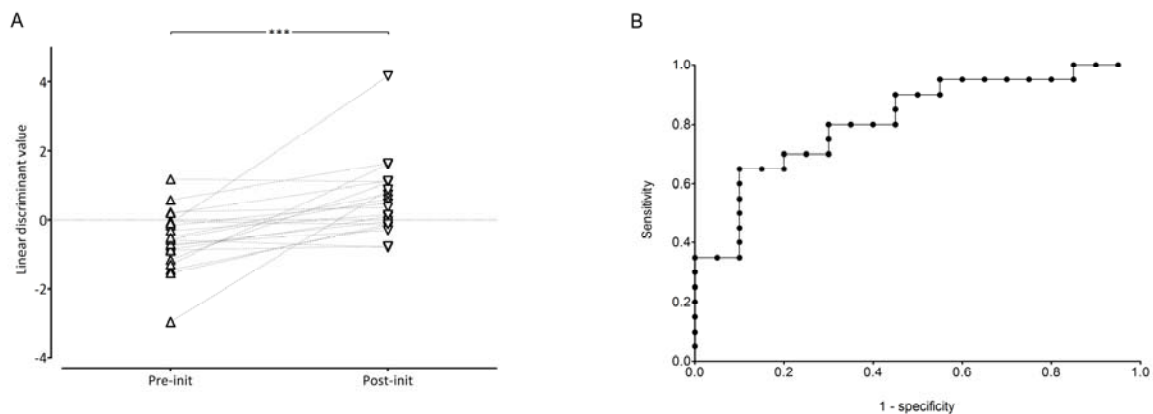 A
***
Linear discriminant value
4
2
0
-2
-4
Pre-init
Post-init
B
Sensitivity
1.0
0.8
0.6
0.4
0.2
0.0
0.0 0.2 0.4 0.6 0.8 1.0
1 - specificity